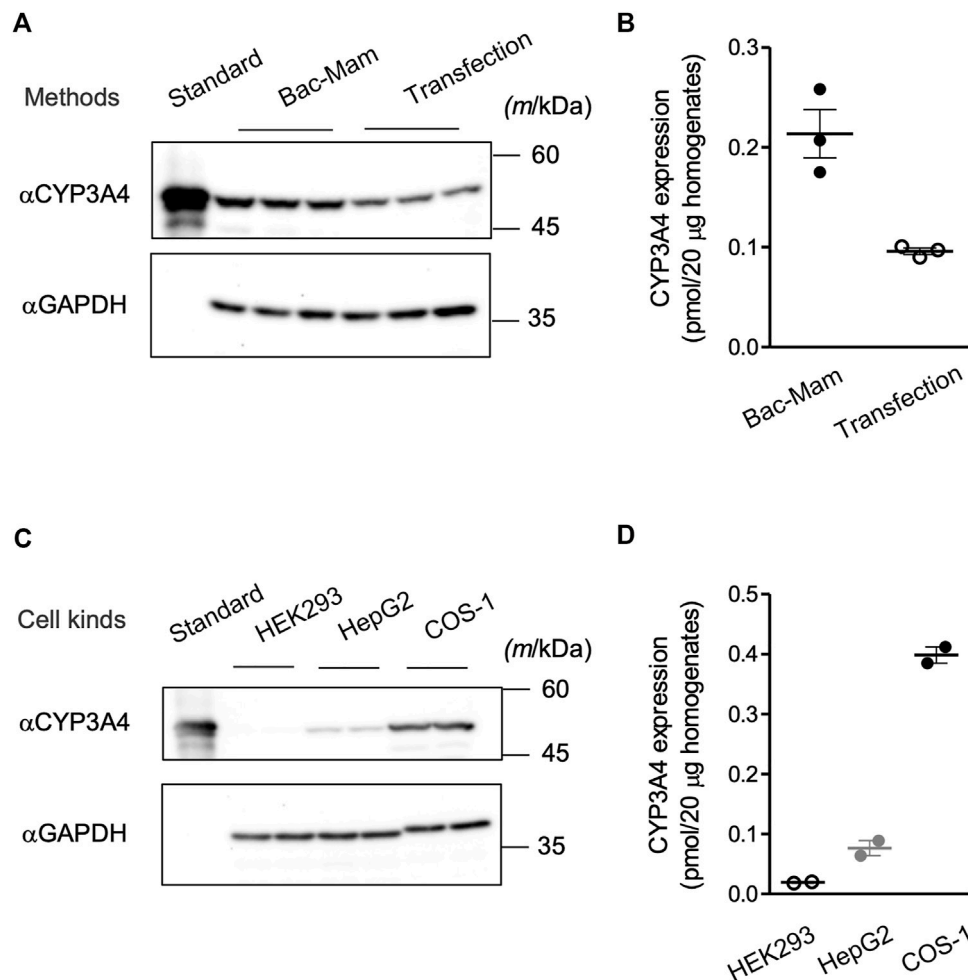 A
Methods
Standard
Bac-Mam
Transfection
(m/kDa)
αCYP3A4
60
45
αGAPDH
35
B
CYP3A4 expression
(pmol/20 μg homogenates)
0.3
0.2
0.1
0.0
Bac-Mam
Transfection
C
Cell kinds
Standard
HEK293
HepG2
COS-1
(m/kDa)
αCYP3A4
60
45
αGAPDH
35
D
CYP3A4 expression
(pmol/20 μg homogenates)
0.5
0.4
0.3
0.2
0.1
0.0
HEK293
HepG2
COS-1